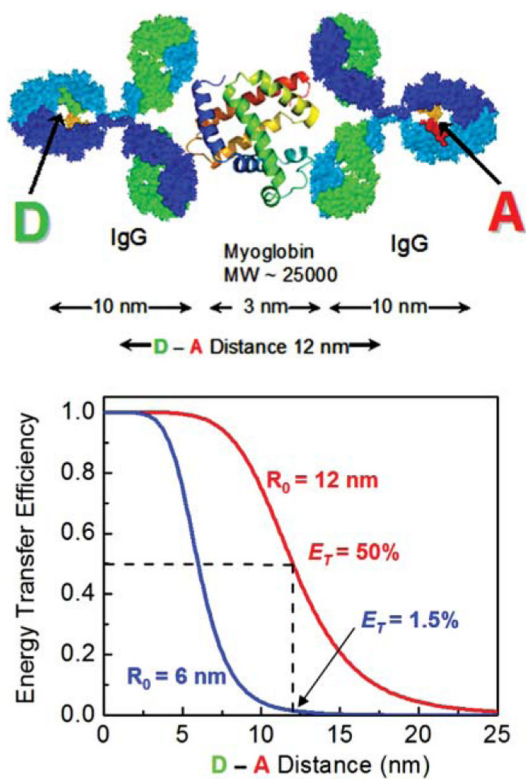 D
A
IgG
IgG
Myoglobin
MW ~ 25000
10 nm
3 nm
10 nm
D – A Distance 12 nm
Energy Transfer Efficiency
1.0
0.8
0.6
0.4
0.2
0.0
R₀ = 12 nm
E_T = 50%
E_T = 1.5%
R₀ = 6 nm
0 5 10 15 20 25
D – A Distance (nm)